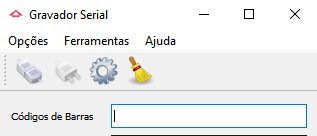 Gravador Serial
Opções Ferramentas Ajuda
Códigos de Barras